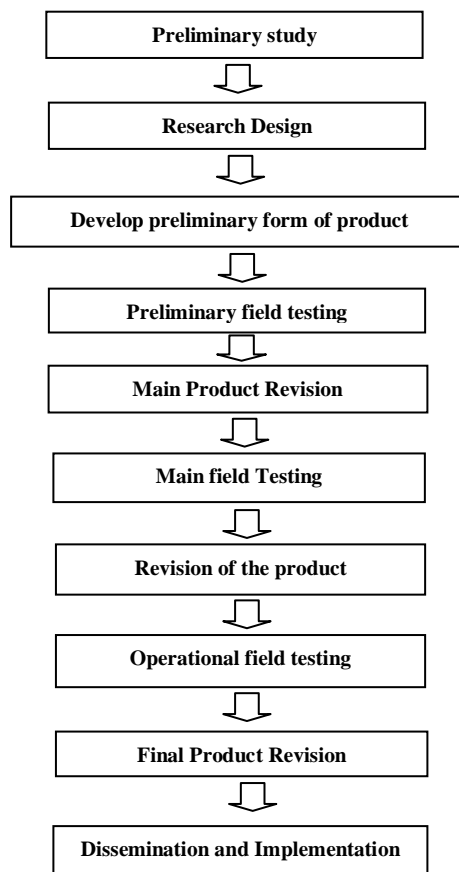 Preliminary study
Research Design
Develop preliminary form of product
Preliminary field testing
Main Product Revision
Main field Testing
Revision of the product
Operational field testing
Final Product Revision
Dissemination and Implementation